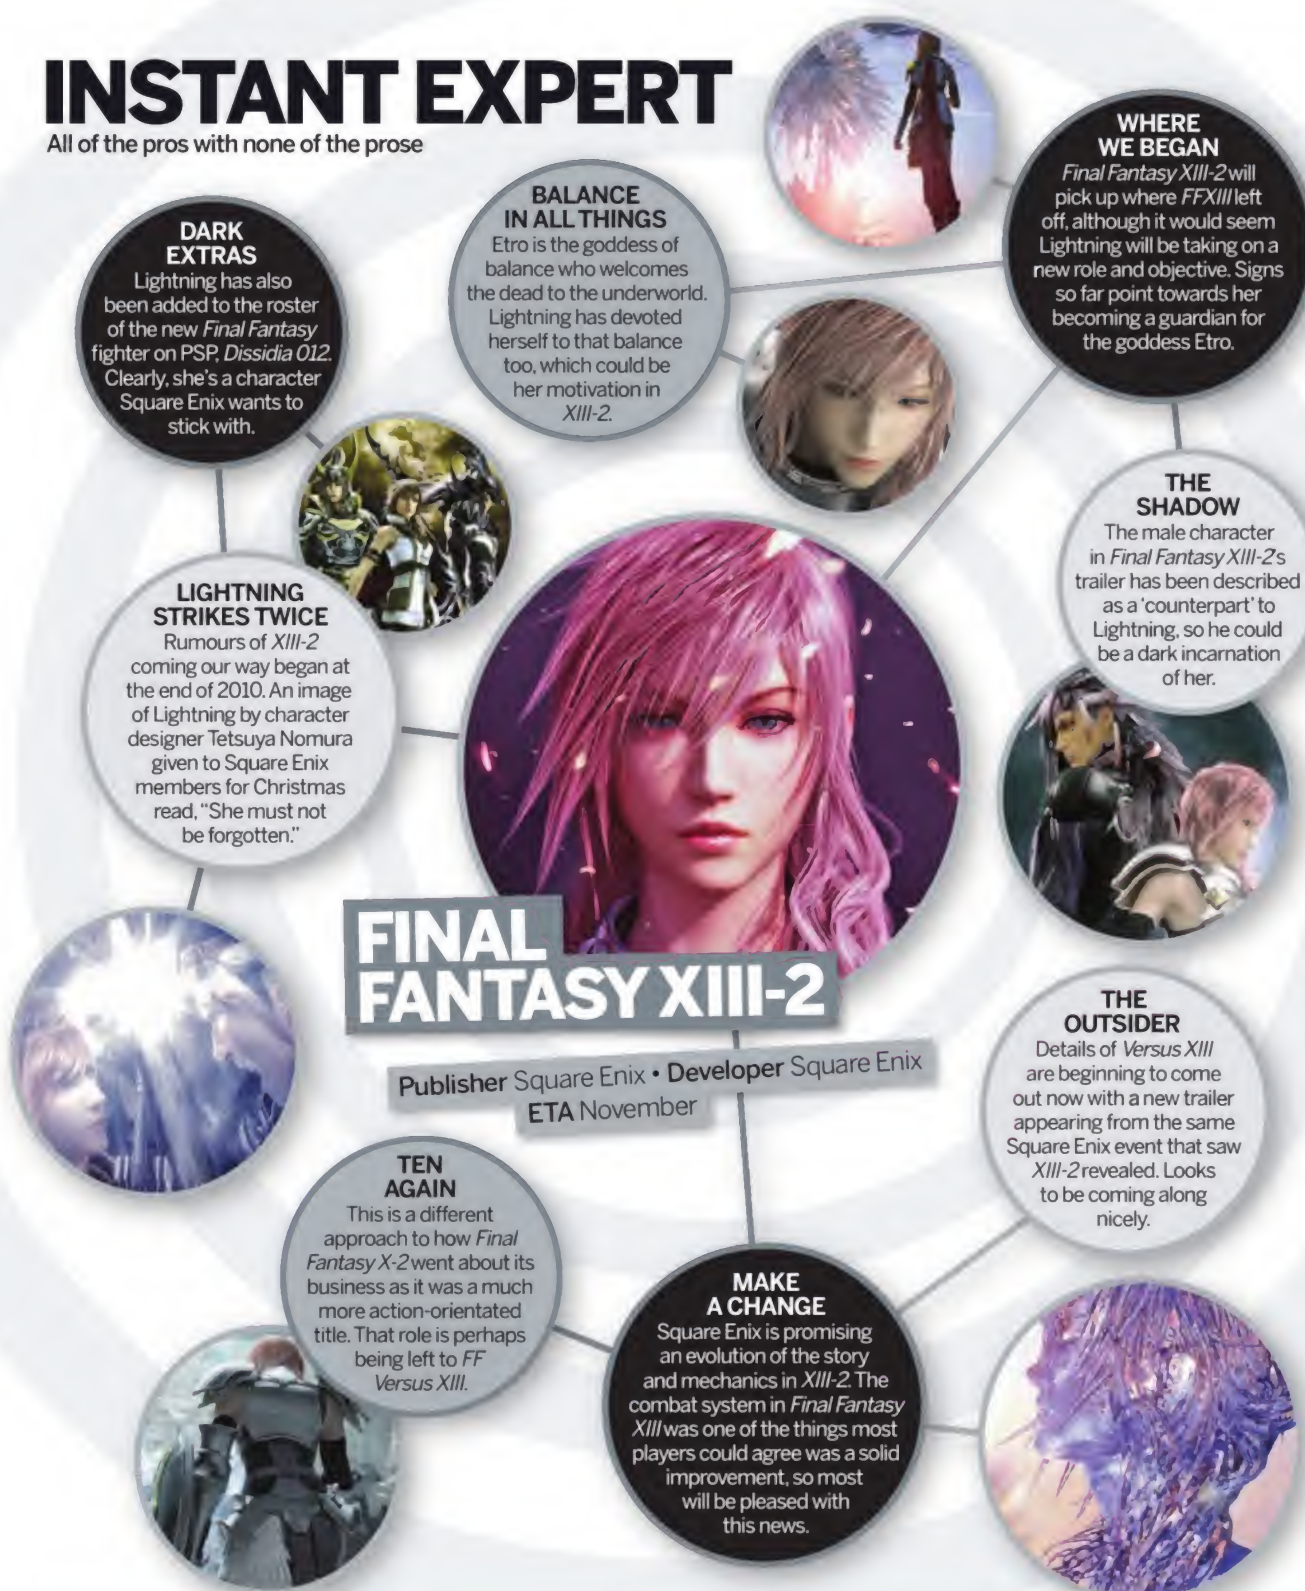 INSTANT EXPERT
All of the pros with none of the prose
DARK
EXTRAS
Lightning has also
been added to the roster
of the new Final Fantasy
fighter on PSP, Dissidia 012.
Clearly, she's a character
Square Enix wants to
stick with.
BALANCE
IN ALL THINGS
Etro is the goddess of
balance who welcomes
the dead to the underworld.
Lightning has devoted
herself to that balance
too, which could be
her motivation in
XIII-2.
WHERE
WE BEGAN
Final Fantasy XIII-2 will
pick up where FFXIII left
off, although it would seem
Lightning will be taking on a
new role and objective. Signs
so far point towards her
becoming a guardian for
the goddess Etro.
THE
SHADOW
The male character
in Final Fantasy XIII-2's
trailer has been described
as a 'counterpart' to
Lightning, so he could
be a dark incarnation
of her.
LIGHTNING
STRIKES TWICE
Rumours of XIII-2
coming our way began at
the end of 2010. An image
of Lightning by character
designer Tetsuya Nomura
given to Square Enix
members for Christmas
read, "She must not
be forgotten."
FINAL
FANTASY XIII-2
Publisher Square Enix • Developer Square Enix
ETA November
THE
OUTSIDER
Details of Versus XIII
are beginning to come
out now with a new trailer
appearing from the same
Square Enix event that saw
XIII-2 revealed. Looks
to be coming along
nicely.
TEN
AGAIN
This is a different
approach to how Final
Fantasy X-2 went about its
business as it was a much
more action-orientated
title. That role is perhaps
being left to FF
Versus XIII.
MAKE
A CHANGE
Square Enix is promising
an evolution of the story
and mechanics in XIII-2. The
combat system in Final Fantasy
XIII was one of the things most
players could agree was a solid
improvement, so most
will be pleased with
this news.